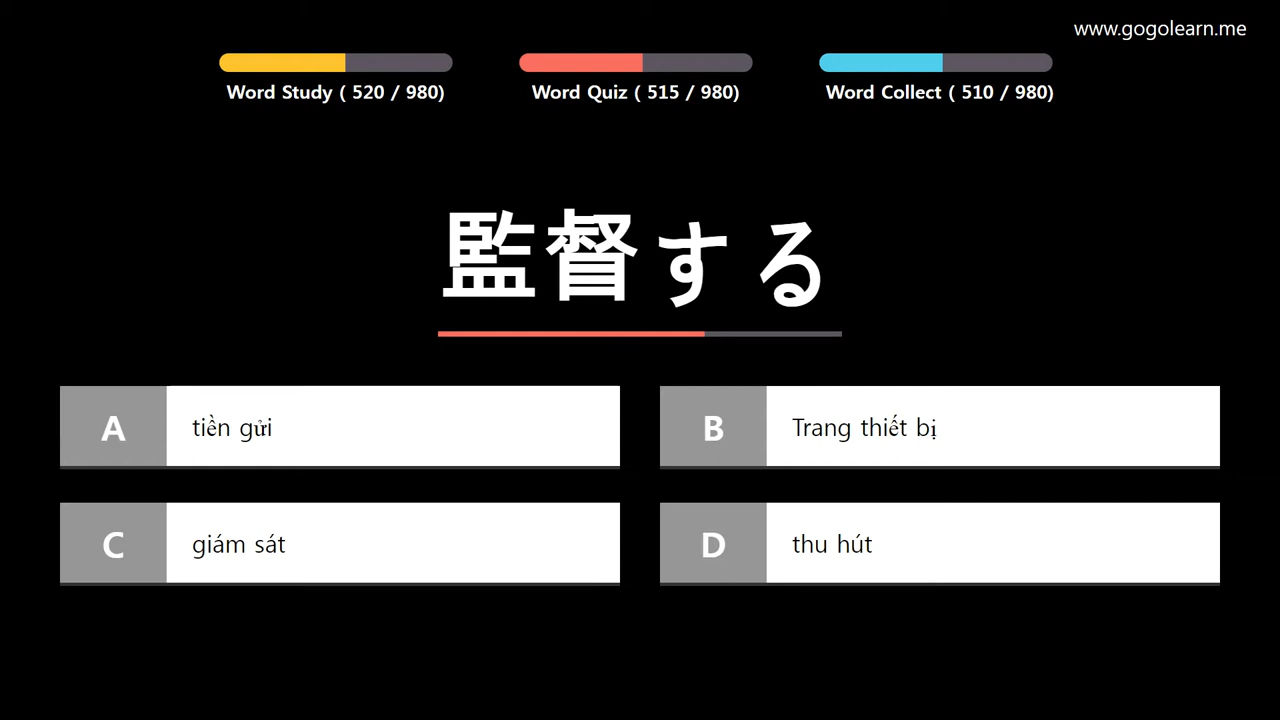 www.gogolearn.me
Word Study ( 520 / 980)
Word Quiz ( 515 / 980)
Word Collect ( 510 / 980)
監督する
A
tiền gửi
B
Trang thiết bị
C
giám sát
D
thu hút